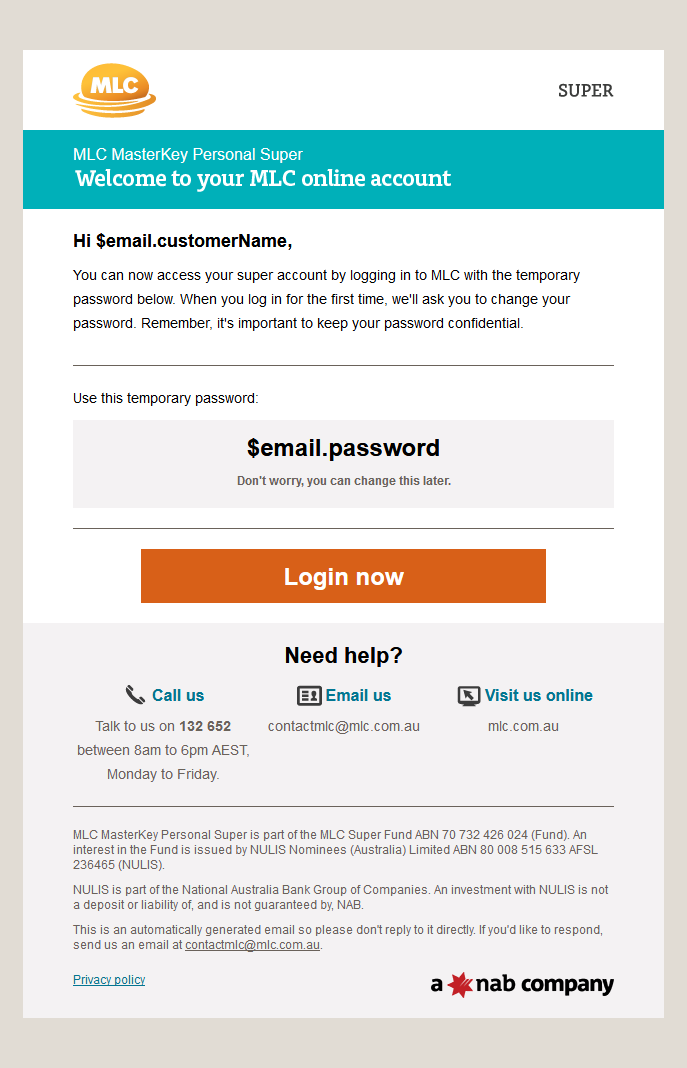 MLC
SUPER
MLC MasterKey Personal Super
Welcome to your MLC online account
Hi $email.customerName,
You can now access your super account by logging in to MLC with the temporary
password below. When you log in for the first time, we'll ask you to change your
password. Remember, it's important to keep your password confidential.
Use this temporary password:
$email.password
Don't worry, you can change this later.
Login now
Need help?
Call us
Talk to us on 132 652
between 8am to 6pm AEST,
Monday to Friday.
Email us
contactmlc@mlc.com.au
Visit us online
mlc.com.au
MLC MasterKey Personal Super is part of the MLC Super Fund ABN 70 732 426 024 (Fund). An
interest in the Fund is issued by NULIS Nominees (Australia) Limited ABN 80 008 515 633 AFSL
236465 (NULIS).
NULIS is part of the National Australia Bank Group of Companies. An investment with NULIS is not
a deposit or liability of, and is not guaranteed by, NAB.
This is an automatically generated email so please don't reply to it directly. If you'd like to respond,
send us an email at contactmlc@mlc.com.au.
Privacy policy
a nab company